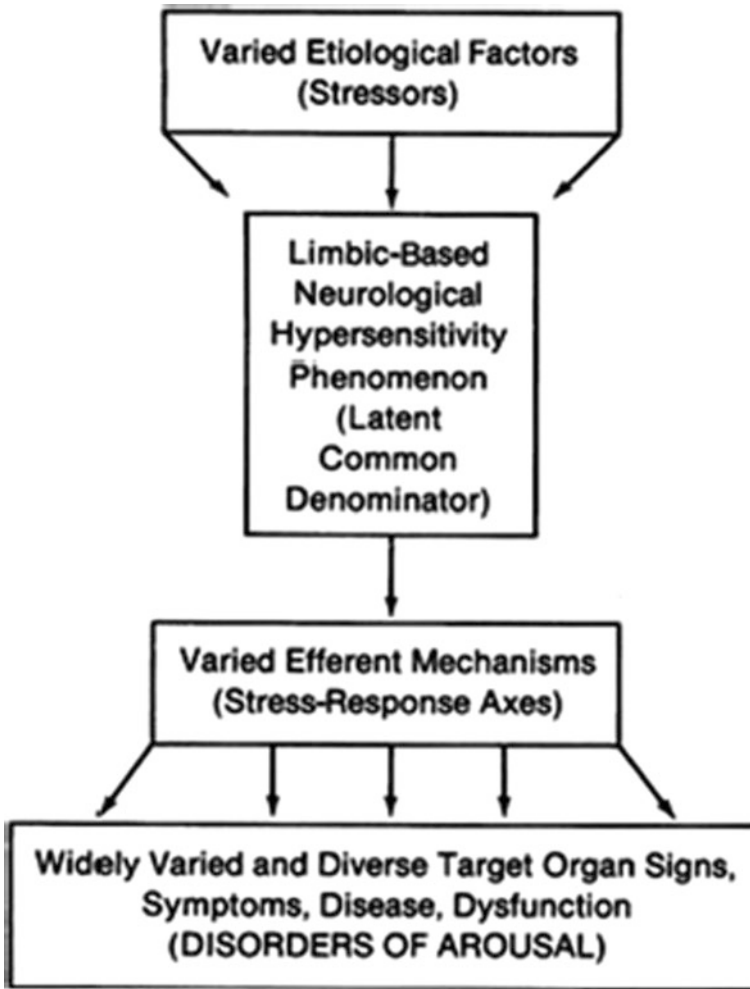 Varied Etiological Factors
(Stressors)
Limbic-Based
Neurological
Hypersensitivity
Phenomenon
(Latent
Common
Denominator)
Varied Efferent Mechanisms
(Stress-Response Axes)
Widely Varied and Diverse Target Organ Signs,
Symptoms, Disease, Dysfunction
(DISORDERS OF AROUSAL)